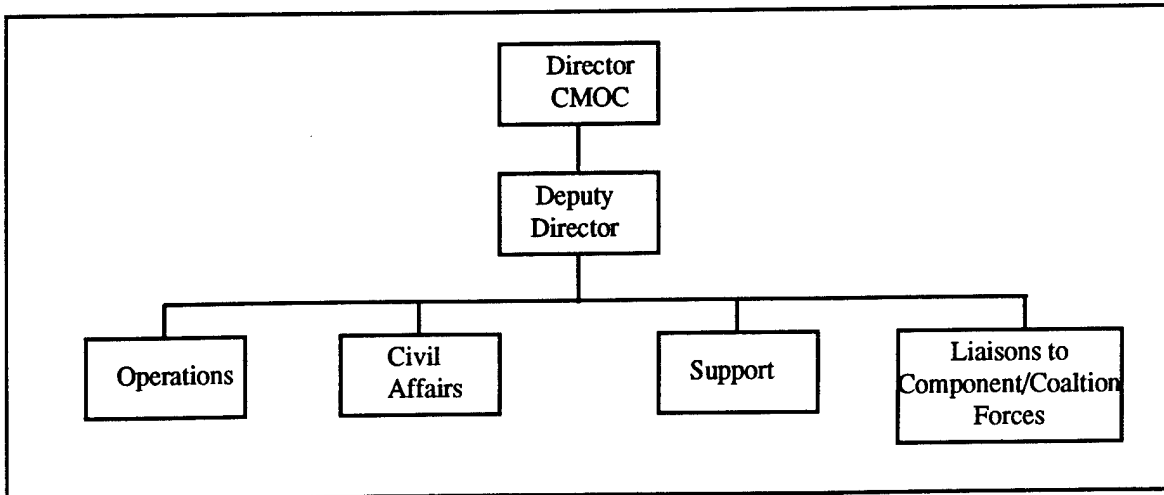 Director
CMOC
Deputy
Director
Operations
Civil
Affairs
Support
Liaisons to
Component/Coaltion
Forces